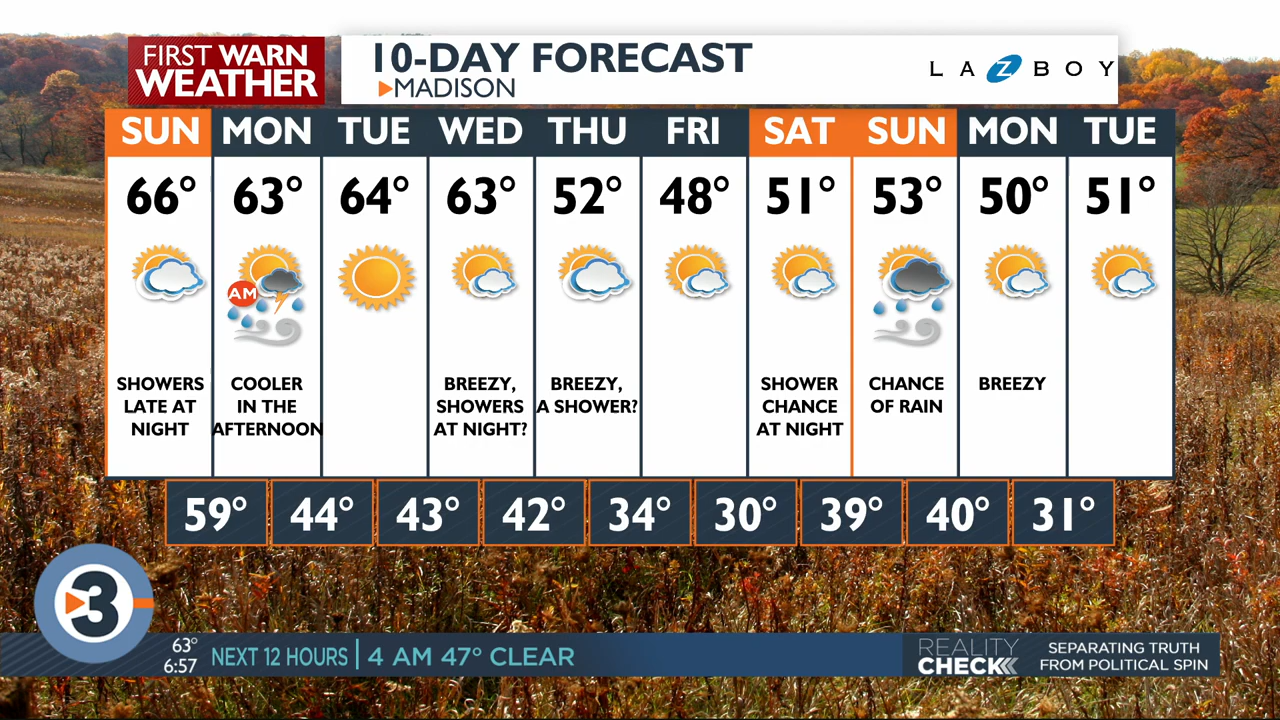 FIRST WARN
WEATHER
10-DAY FORECAST
MADISON
LA Z BOY
SUN MON TUE WED THU FRI SAT SUN MON TUE
66° 63° 64° 63° 52° 48° 51° 53° 50° 51°
AM
SHOWERS
LATE AT
NIGHT
COOLER
IN THE
AFTERNOON
BREEZY,
SHOWERS
AT NIGHT?
BREEZY,
A SHOWER?
SHOWER
CHANCE
AT NIGHT
CHANCE
OF RAIN
BREEZY
59° 44° 43° 42° 34° 30° 39° 40° 31°
3
63°
6:57
NEXT 12 HOURS
4 AM 47° CLEAR
REALITY
CHECK
SEPARATING TRUTH
FROM POLITICAL SPIN